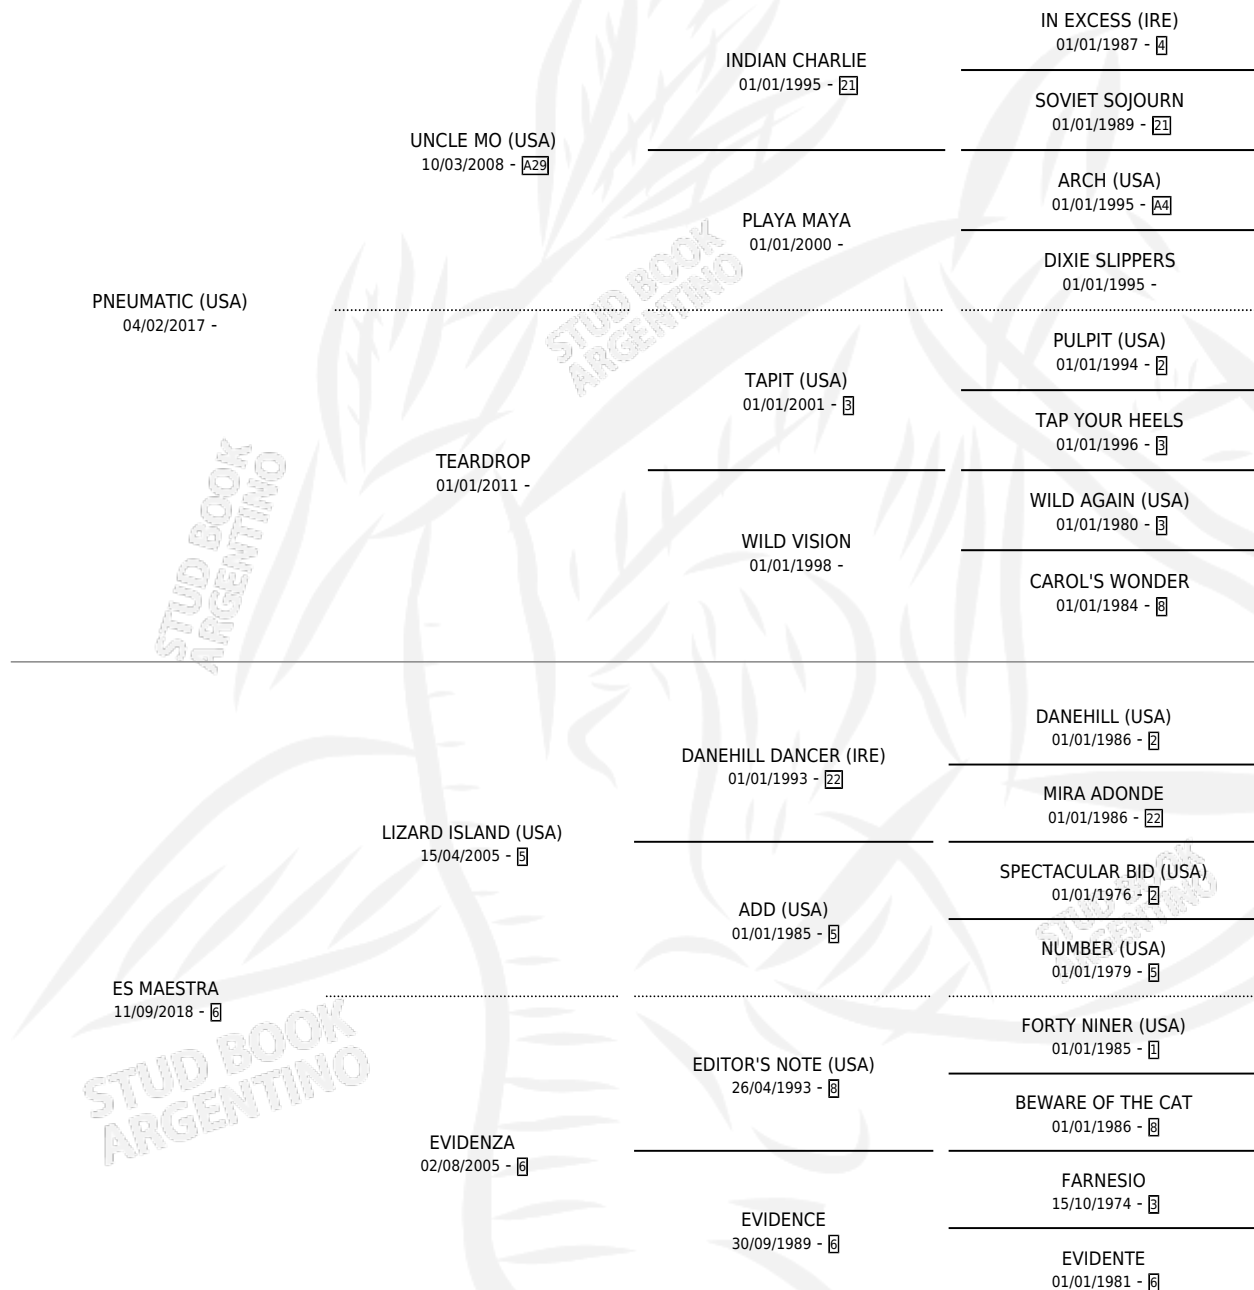 IN EXCESS (IRE)
01/01/1987 - 4
INDIAN CHARLIE
01/01/1995 - 21
SOVIET SOJOURN
01/01/1989 - 21
UNCLE MO (USA)
10/03/2008 - A29
ARCH (USA)
01/01/1995 - A4
PLAYA MAYA
01/01/2000 -
DIXIE SLIPPERS
01/01/1995 -
PNEUMATIC (USA)
04/02/2017 -
STUD BOOK
ARGENTINO
PULPIT (USA)
01/01/1994 - 2
TAPIT (USA)
01/01/2001 - 3
TAP YOUR HEELS
01/01/1996 - 3
TEARDROP
01/01/2011 -
WILD AGAIN (USA)
01/01/1980 - 3
WILD VISION
01/01/1998 -
CAROL'S WONDER
01/01/1984 - 8
STUD BOOK
ARGENTINO
DANEHILL (USA)
01/01/1986 - 2
DANEHILL DANCER (IRE)
01/01/1993 - 22
MIRA ADONDE
01/01/1986 - 22
LIZARD ISLAND (USA)
15/04/2005 - 5
SPECTACULAR BID (USA)
01/01/1976 - 2
ADD (USA)
01/01/1985 - 5
STUD BOOK
ARGENTINO
NUMBER (USA)
01/01/1979 - 5
ES MAESTRA
11/09/2018 - 6
FORTY NINER (USA)
01/01/1985 - 1
EDITOR'S NOTE (USA)
26/04/1993 - 8
BEWARE OF THE CAT
01/01/1986 - 8
STUD BOOK
ARGENTINO
EVIDENZA
02/08/2005 - 6
FARNESIO
15/10/1974 - 3
EVIDENCE
30/09/1989 - 6
EVIDENTE
01/01/1981 - 6